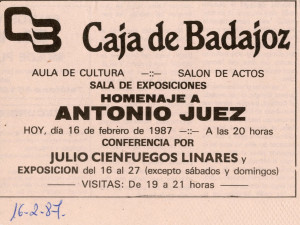 CB Caja de Badajoz
AULA DE CULTURA —::— SALON DE ACTOS
SALA DE EXPOSICIONES
HOMENAJE A
ANTONIO JUEZ
HOY, día 16 de febrero de 1987 —::— A las 20 horas
CONFERENCIA POR
JULIO CIENFUEGOS LINARES y
EXPOSICION del 16 al 27 (excepto sábados y domingos)
—— VISITAS: De 19 a 21 horas ——
16-2-87.